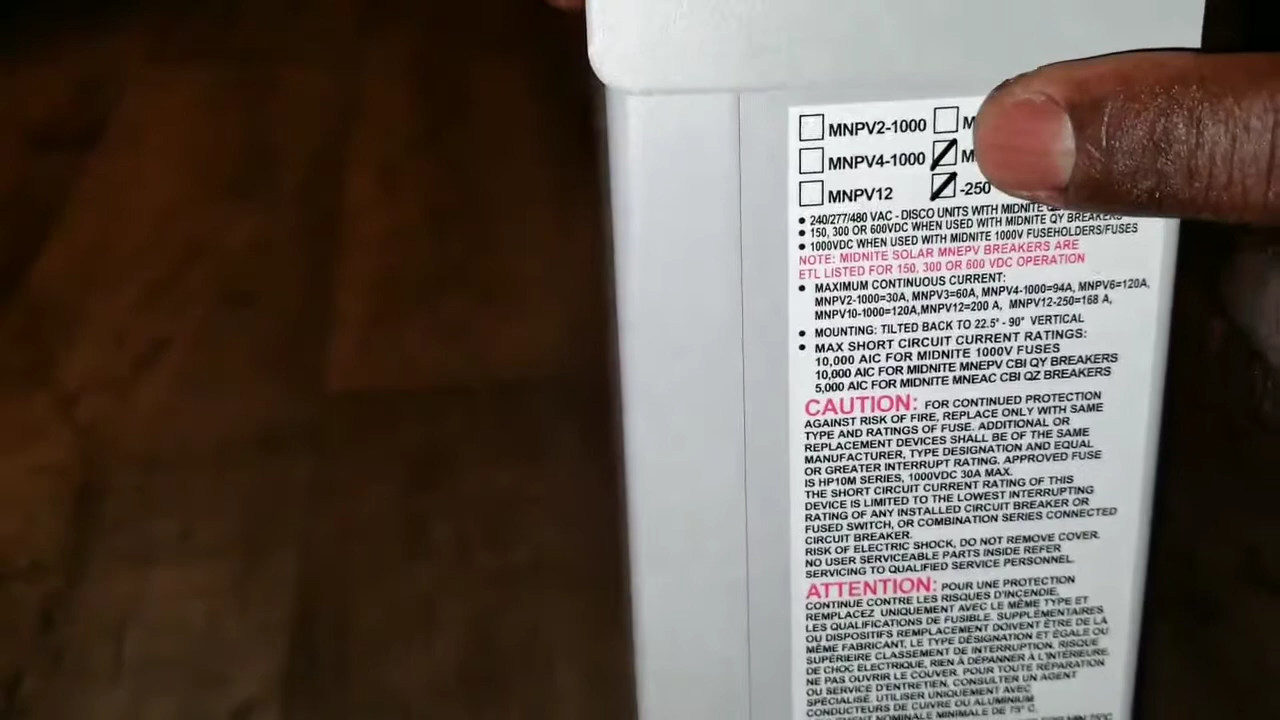 MNPV2-1000
MNPV4-1000
MNPV12 -250
• 240/277/480 VAC - DISCO UNITS WITH MIDNITE
• 150, 300 OR 600VDC WHEN USED WITH MIDNITE QY BREAKERS
• 1000VDC WHEN USED WITH MIDNITE 1000V FUSEHOLDERS/FUSES
NOTE: MIDNITE SOLAR MNEPV BREAKERS ARE
ETL LISTED FOR 150, 300 OR 600 VDC OPERATION
• MAXIMUM CONTINUOUS CURRENT:
MNPV2-1000=30A, MNPV3=60A, MNPV4-1000=94A, MNPV6=120A,
MNPV10-1000=120A,MNPV12=200 A, MNPV12-250=168 A,
• MOUNTING: TILTED BACK TO 22.5° - 90° VERTICAL
• MAX SHORT CIRCUIT CURRENT RATINGS:
10,000 AIC FOR MIDNITE 1000V FUSES
10,000 AIC FOR MIDNITE MNEPV CBI QY BREAKERS
5,000 AIC FOR MIDNITE MNEAC CBI QZ BREAKERS
CAUTION: FOR CONTINUED PROTECTION
AGAINST RISK OF FIRE, REPLACE ONLY WITH SAME
TYPE AND RATINGS OF FUSE. ADDITIONAL OR
REPLACEMENT DEVICES SHALL BE OF THE SAME
MANUFACTURER, TYPE DESIGNATION AND EQUAL
OR GREATER INTERRUPT RATING. APPROVED FUSE
IS HP10M SERIES, 1000VDC 30A MAX.
THE SHORT CIRCUIT CURRENT RATING OF THIS
DEVICE IS LIMITED TO THE LOWEST INTERRUPTING
RATING OF ANY INSTALLED CIRCUIT BREAKER OR
FUSED SWITCH, OR COMBINATION SERIES CONNECTED
CIRCUIT BREAKER.
RISK OF ELECTRIC SHOCK, DO NOT REMOVE COVER.
NO USER SERVICEABLE PARTS INSIDE REFER
SERVICING TO QUALIFIED SERVICE PERSONNEL.
ATTENTION: POUR UNE PROTECTION
CONTINUE CONTRE LES RISQUES D'INCENDIE,
REMPLACEZ UNIQUEMENT AVEC LE MÊME TYPE ET
LES QUALIFICATIONS DE FUSIBLE. SUPPLÉMENTAIRES
OU DISPOSITIFS REMPLACEMENT DOIVENT ÊTRE DE LA
MÊME FABRICANT, LE TYPE DÉSIGNATION ET ÉGALE OU
SUPÉRIEIRE CLASSEMENT DE INTERRUPTION. RISQUE
DE CHOC ÉLECTRIQUE, RIEN À DÉPANNER À L'INTÉRIEURE,
NE PAS OUVRIR LE COUVER. POUR TOUTE RÉPARATION
OU SERVICE D'ENTRETIEN, CONSULTER UN AGENT
SPÉCIALISÉ. UTILISER UNIQUEMENT AVEC
CONDUCTEURS DE CUIVRE OU ALUMINIUM
NOMINALE MINIMALE DE 75° C.